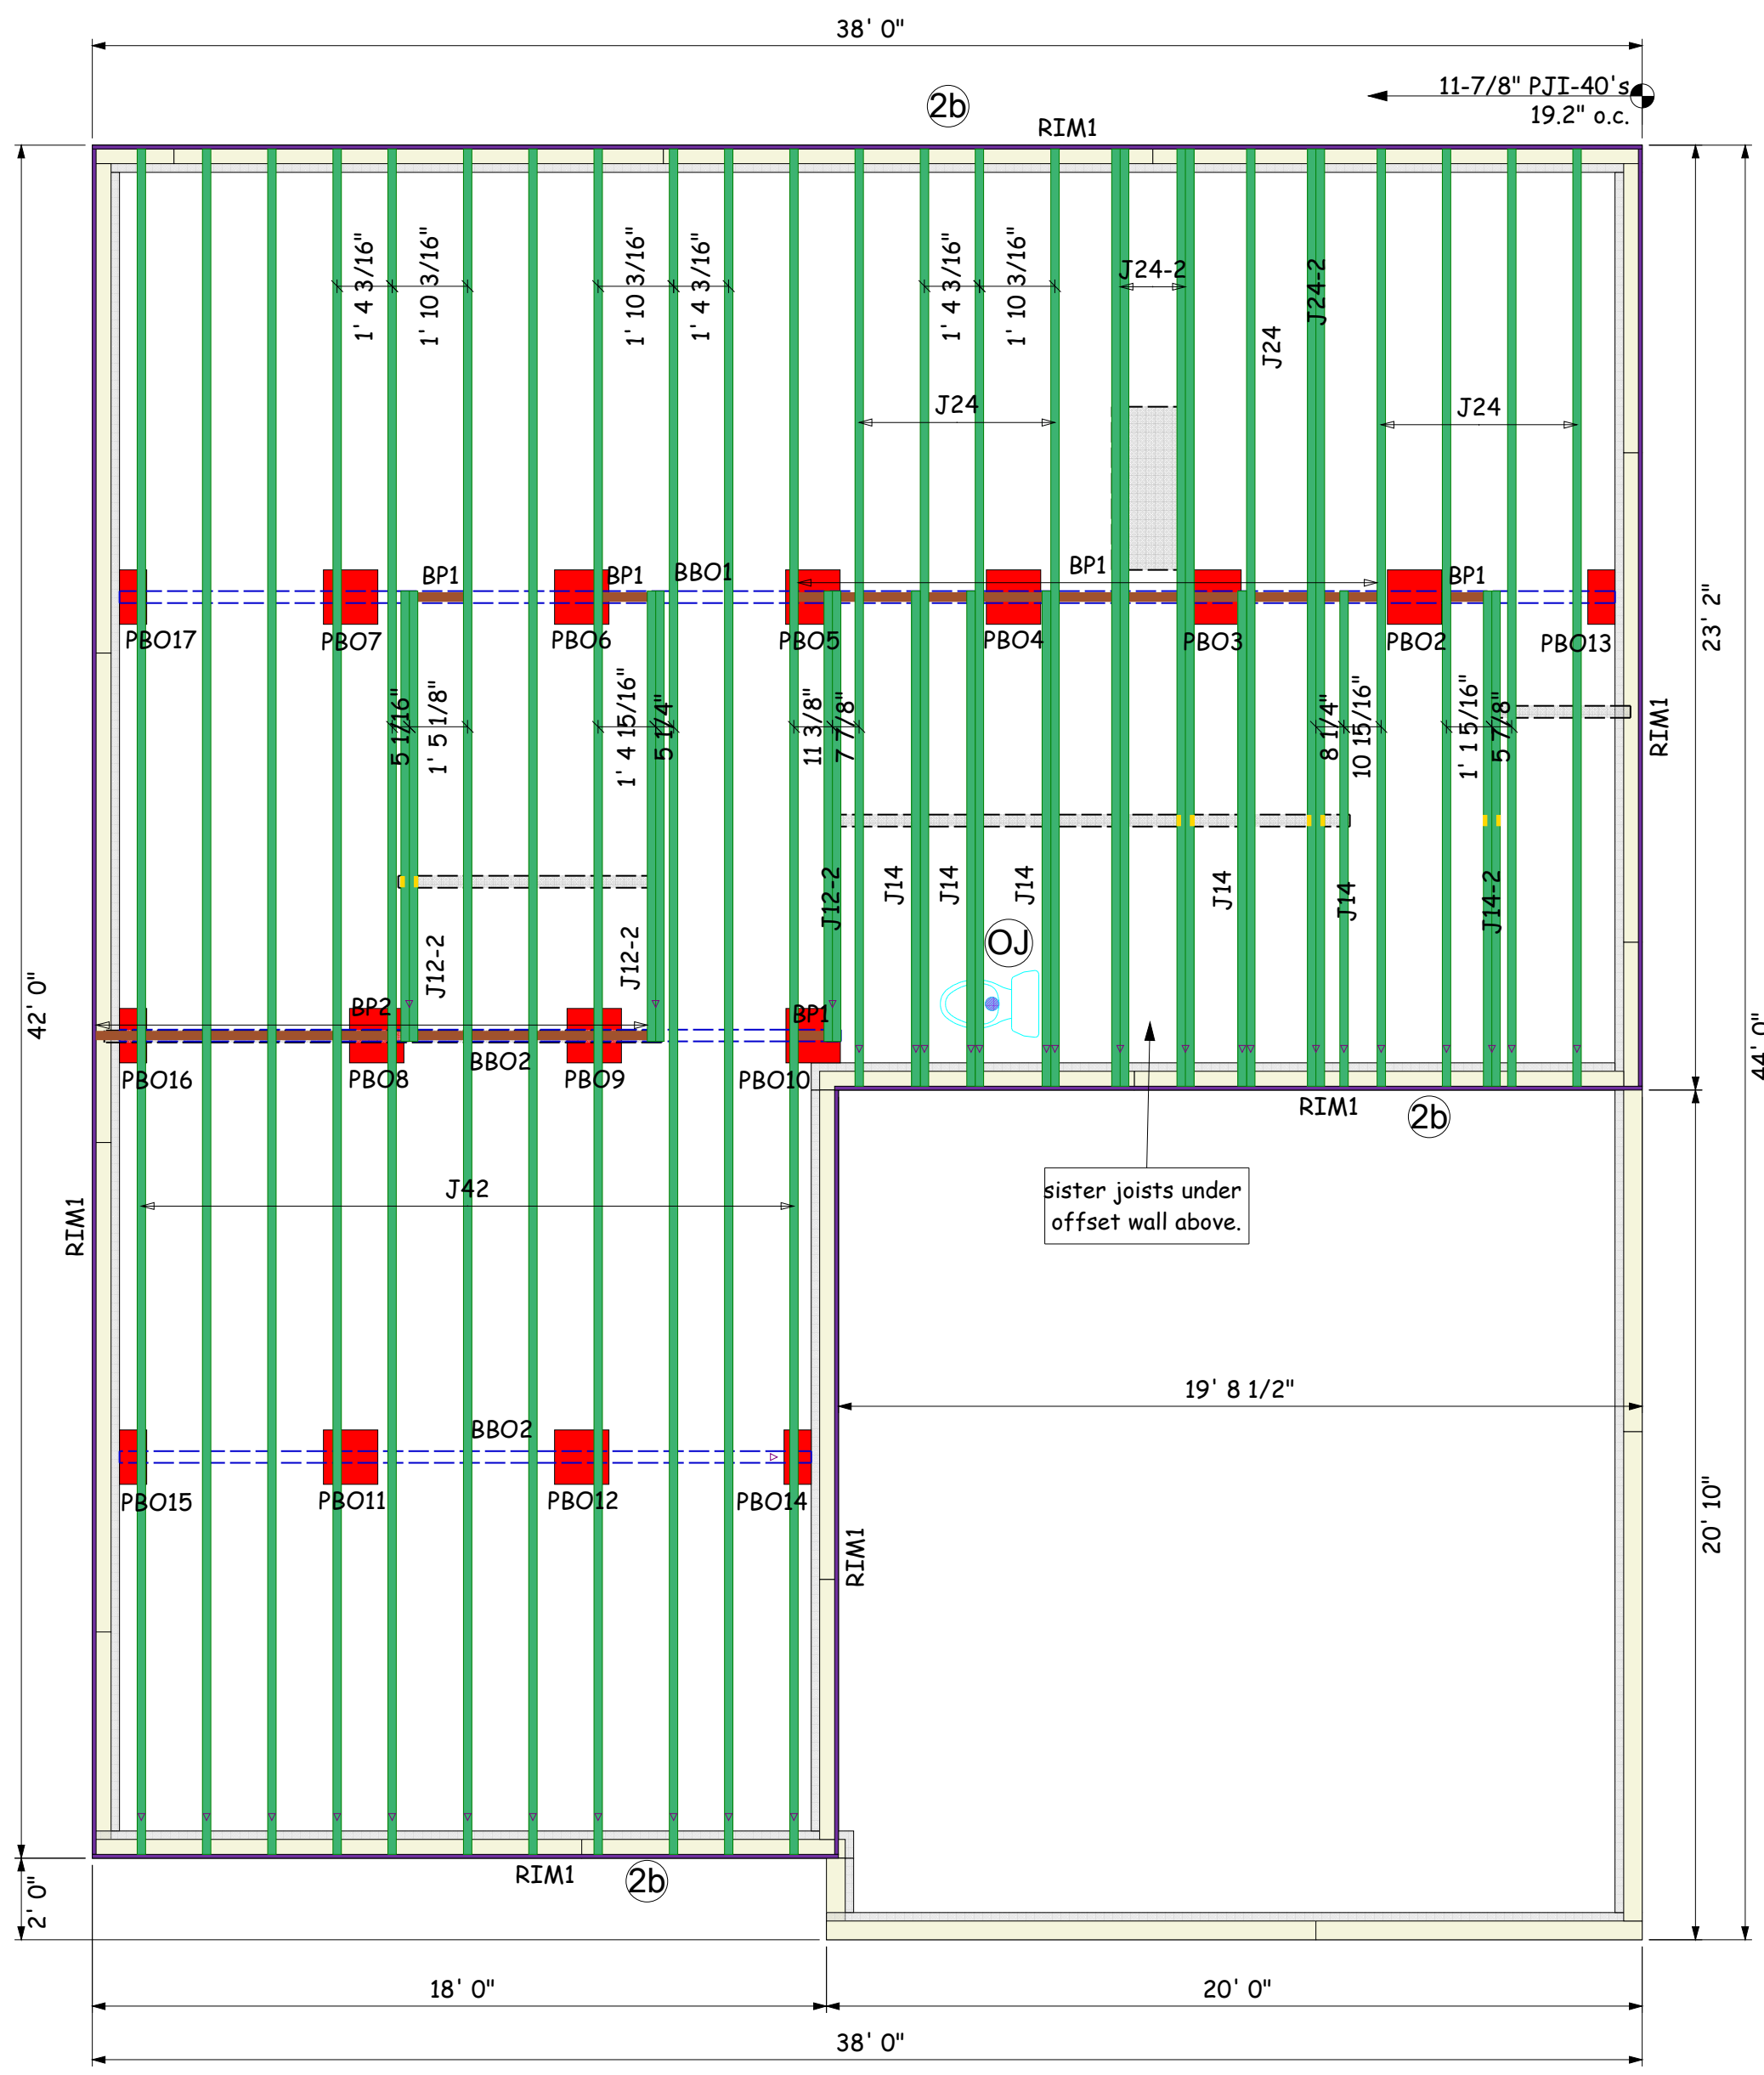 38' 0"
11-7/8" PJI-40's
19.2" o.c.
2b
RIM1
1' 4 3/16"
1' 10 3/16"
1' 10 3/16"
1' 4 3/16"
1' 4 3/16"
1' 10 3/16"
J24-2
J24-2
J24
J24
J24
BP1
BP1
BBO1
BP1
BP1
23' 2"
PBO17
PBO7
PBO6
PBO5
PBO4
PBO3
PBO2
PBO13
5 1/16"
1' 5 1/8"
1' 4 15/16"
5 1/4"
11 3/8"
7 7/8"
8 1/4"
10 15/16"
1' 1 5/16"
5 7/8"
RIM1
J12-2
J14
J14
J14
J14
J14
J14-2
J12-2
J12-2
OJ
42' 0"
44' 0"
BP2
BP1
BBO2
PBO16
PBO8
PBO9
PBO10
RIM1
2b
sister joists under
offset wall above.
J42
RIM1
19' 8 1/2"
BBO2
PBO15
PBO11
PBO12
PBO14
RIM1
20' 10"
RIM1
2b
2' 0"
18' 0"
20' 0"
38' 0"